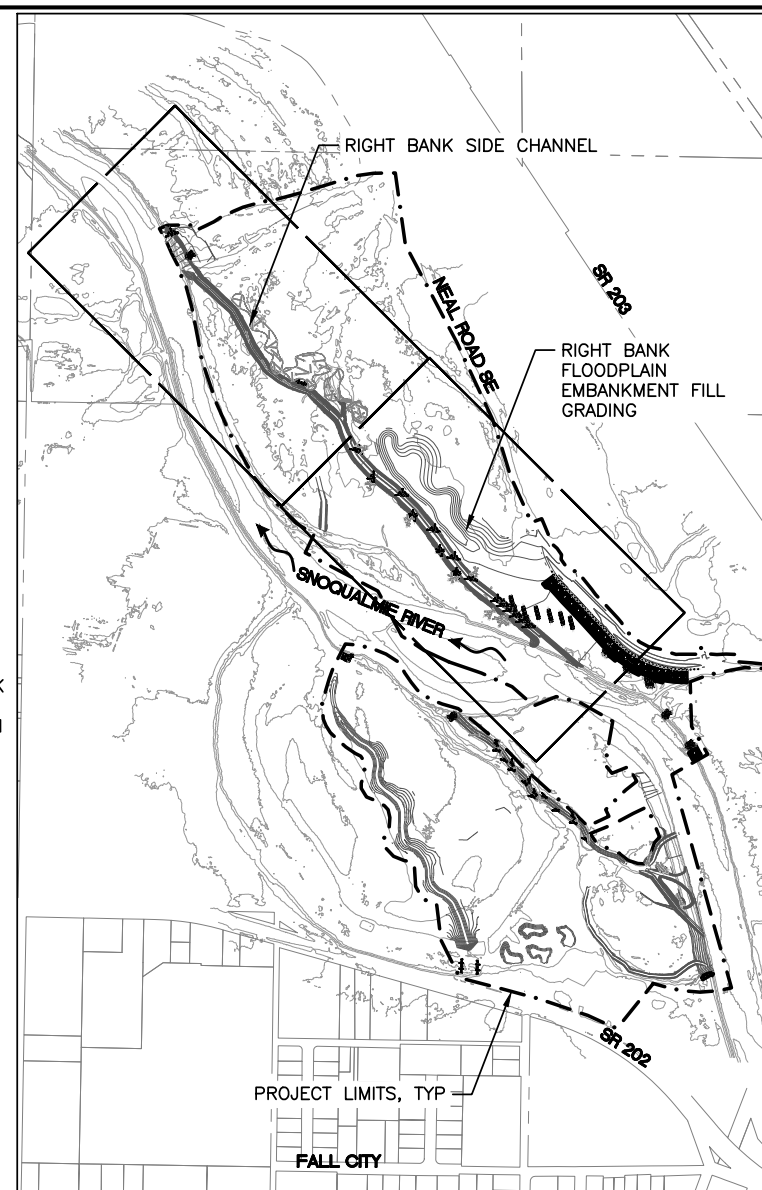 RIGHT BANK SIDE CHANNEL
SR 203
NEAL ROAD SE
RIGHT BANK
FLOODPLAIN
EMBANKMENT FILL
GRADING
SNOQUALMIE RIVER
SR 202
PROJECT LIMITS, TYP
FALL CITY